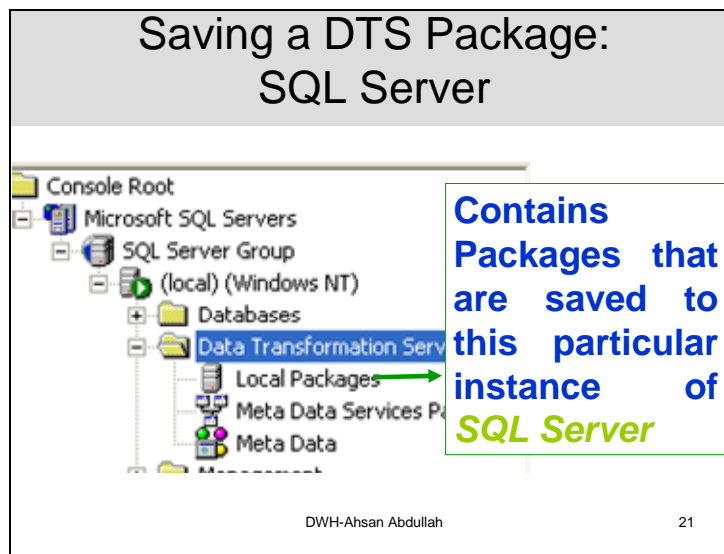 Saving a DTS Package:
SQL Server
Console Root
Microsoft SQL Servers
SQL Server Group
(local) (Windows NT)
Databases
Data Transformation Serv
Local Packages
Meta Data Services Pa
Meta Data
Management
Contains
Packages that
are saved to
this particular
instance of
SQL Server
DWH-Ahsan Abdullah
21